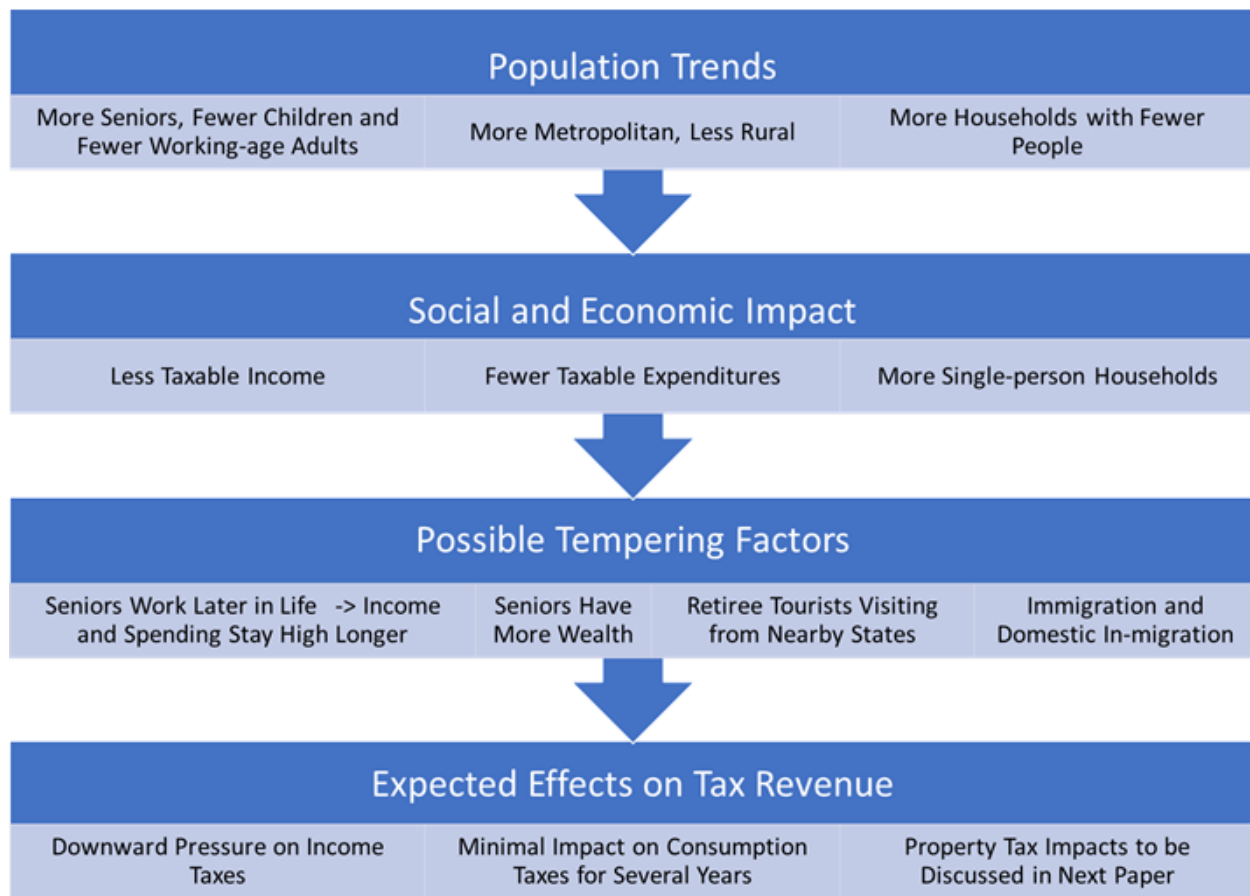 Population Trends
More Seniors, Fewer Children and
Fewer Working-age Adults
More Metropolitan, Less Rural
More Households with Fewer
People
Social and Economic Impact
Less Taxable Income
Fewer Taxable Expenditures
More Single-person Households
Possible Tempering Factors
Seniors Work Later in Life -> Income
and Spending Stay High Longer
Seniors Have
More Wealth
Retiree Tourists Visiting
from Nearby States
Immigration and
Domestic In-migration
Expected Effects on Tax Revenue
Downward Pressure on Income
Taxes
Minimal Impact on Consumption
Taxes for Several Years
Property Tax Impacts to be
Discussed in Next Paper